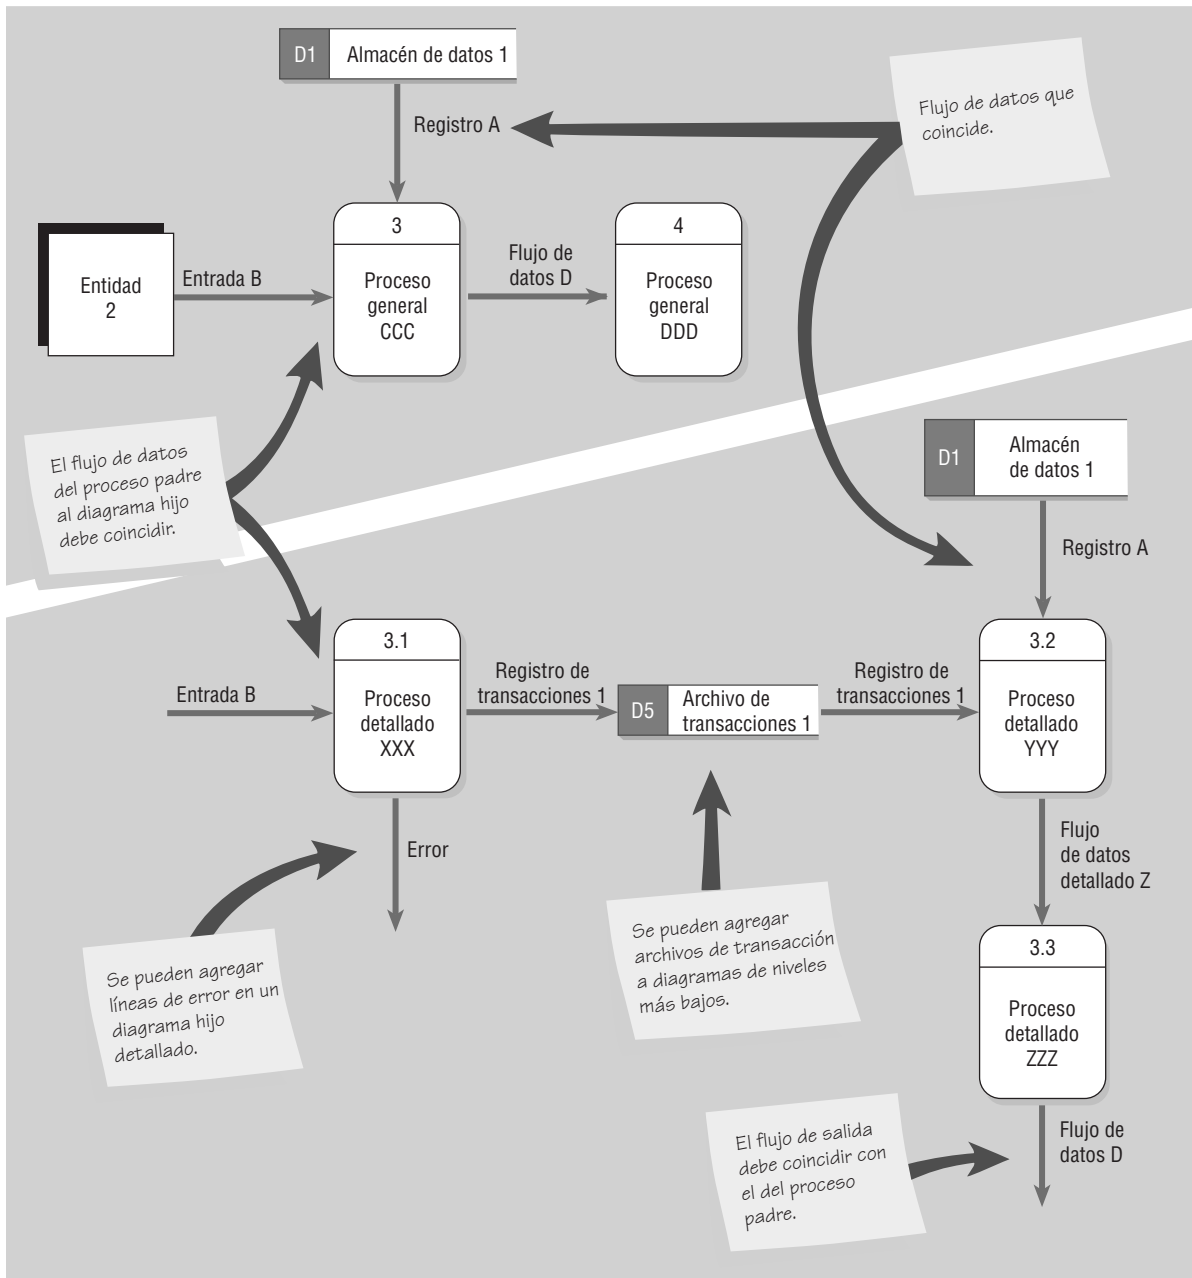 D1
Almacén de datos 1
Registro A
Flujo de datos que
coincide.
3
Proceso
general
CCC
4
Proceso
general
DDD
Entidad
2
Entrada B
Flujo de
datos D
El flujo de datos
del proceso padre
al diagrama hijo
debe coincidir.
D1
Almacén
de datos 1
Registro A
3.1
Proceso
detallado
XXX
Entrada B
Registro de
transacciones 1
D5
Archivo de
transacciones 1
Registro de
transacciones 1
3.2
Proceso
detallado
YYY
Error
Flujo
de datos
detallado Z
Se pueden agregar
líneas de error en un
diagrama hijo
detallado.
Se pueden agregar
archivos de transacción
a diagramas de niveles
más bajos.
3.3
Proceso
detallado
ZZZ
El flujo de salida
debe coincidir con
el del proceso
padre.
Flujo de
datos D